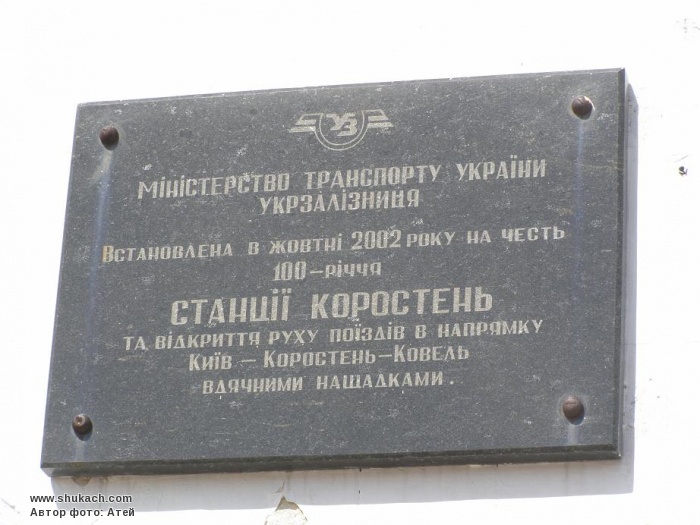 УЗ
Міністерство транспорту України
Укрзалізниця
Встановлена в жовтні 2002 року на честь
100-річчя
станції Коростень
та відкриття руху поїздів в напрямку
Київ – Коростень – Ковель
вдячними нащадками.
www.shukach.com
Автор фото: Атей